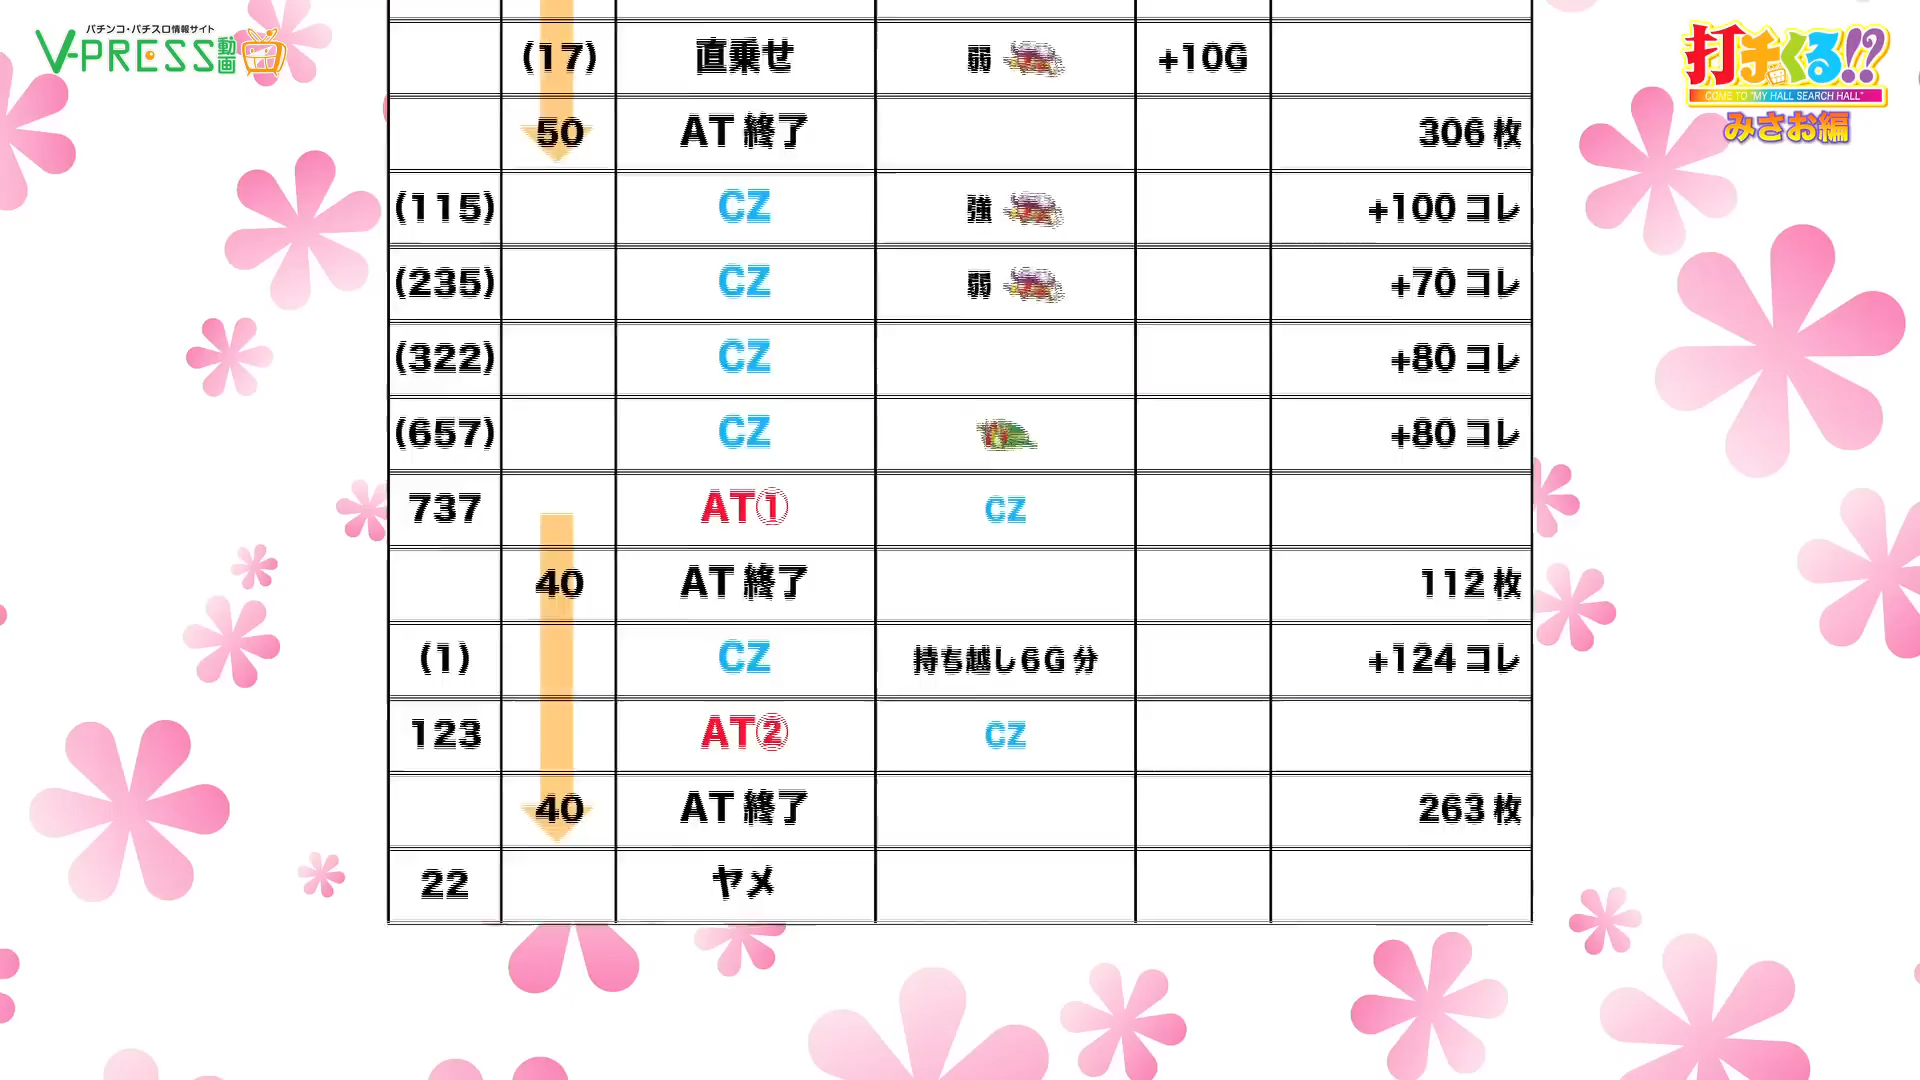 パチンコ・パチスロ情報サイト
V-PRESS動画
打チくる!?
COME TO "MY HALL SEARCH HALL"
みさお編
(17) 直乗せ 弱 +10G
50 AT終了 306枚
(115) CZ 強 +100コレ
(235) CZ 弱 +70コレ
(322) CZ +80コレ
(657) CZ +80コレ
737 AT① CZ
40 AT終了 112枚
(1) CZ 持ち越し6G分 +124コレ
123 AT② CZ
40 AT終了 263枚
22 ヤメ